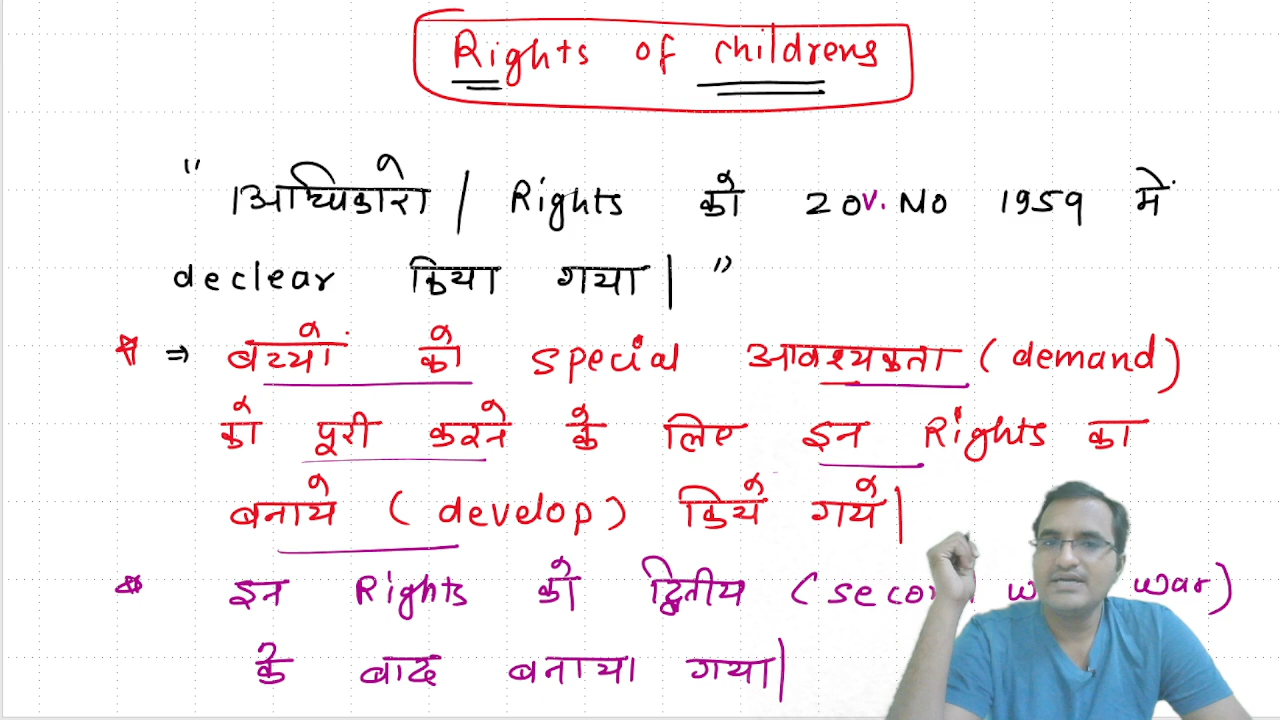 Rights of childrens
" अधिकारो / Rights को 20 v. No 1959 में
declear किया गया | "
* ⇒ बच्चों को special आवश्यकता (demand)
को पूरी करने के लिए इन Rights का
बनाये (develop) किये गये |
* इन Rights को द्वितीय (second war)
के बाद बनाया गया |